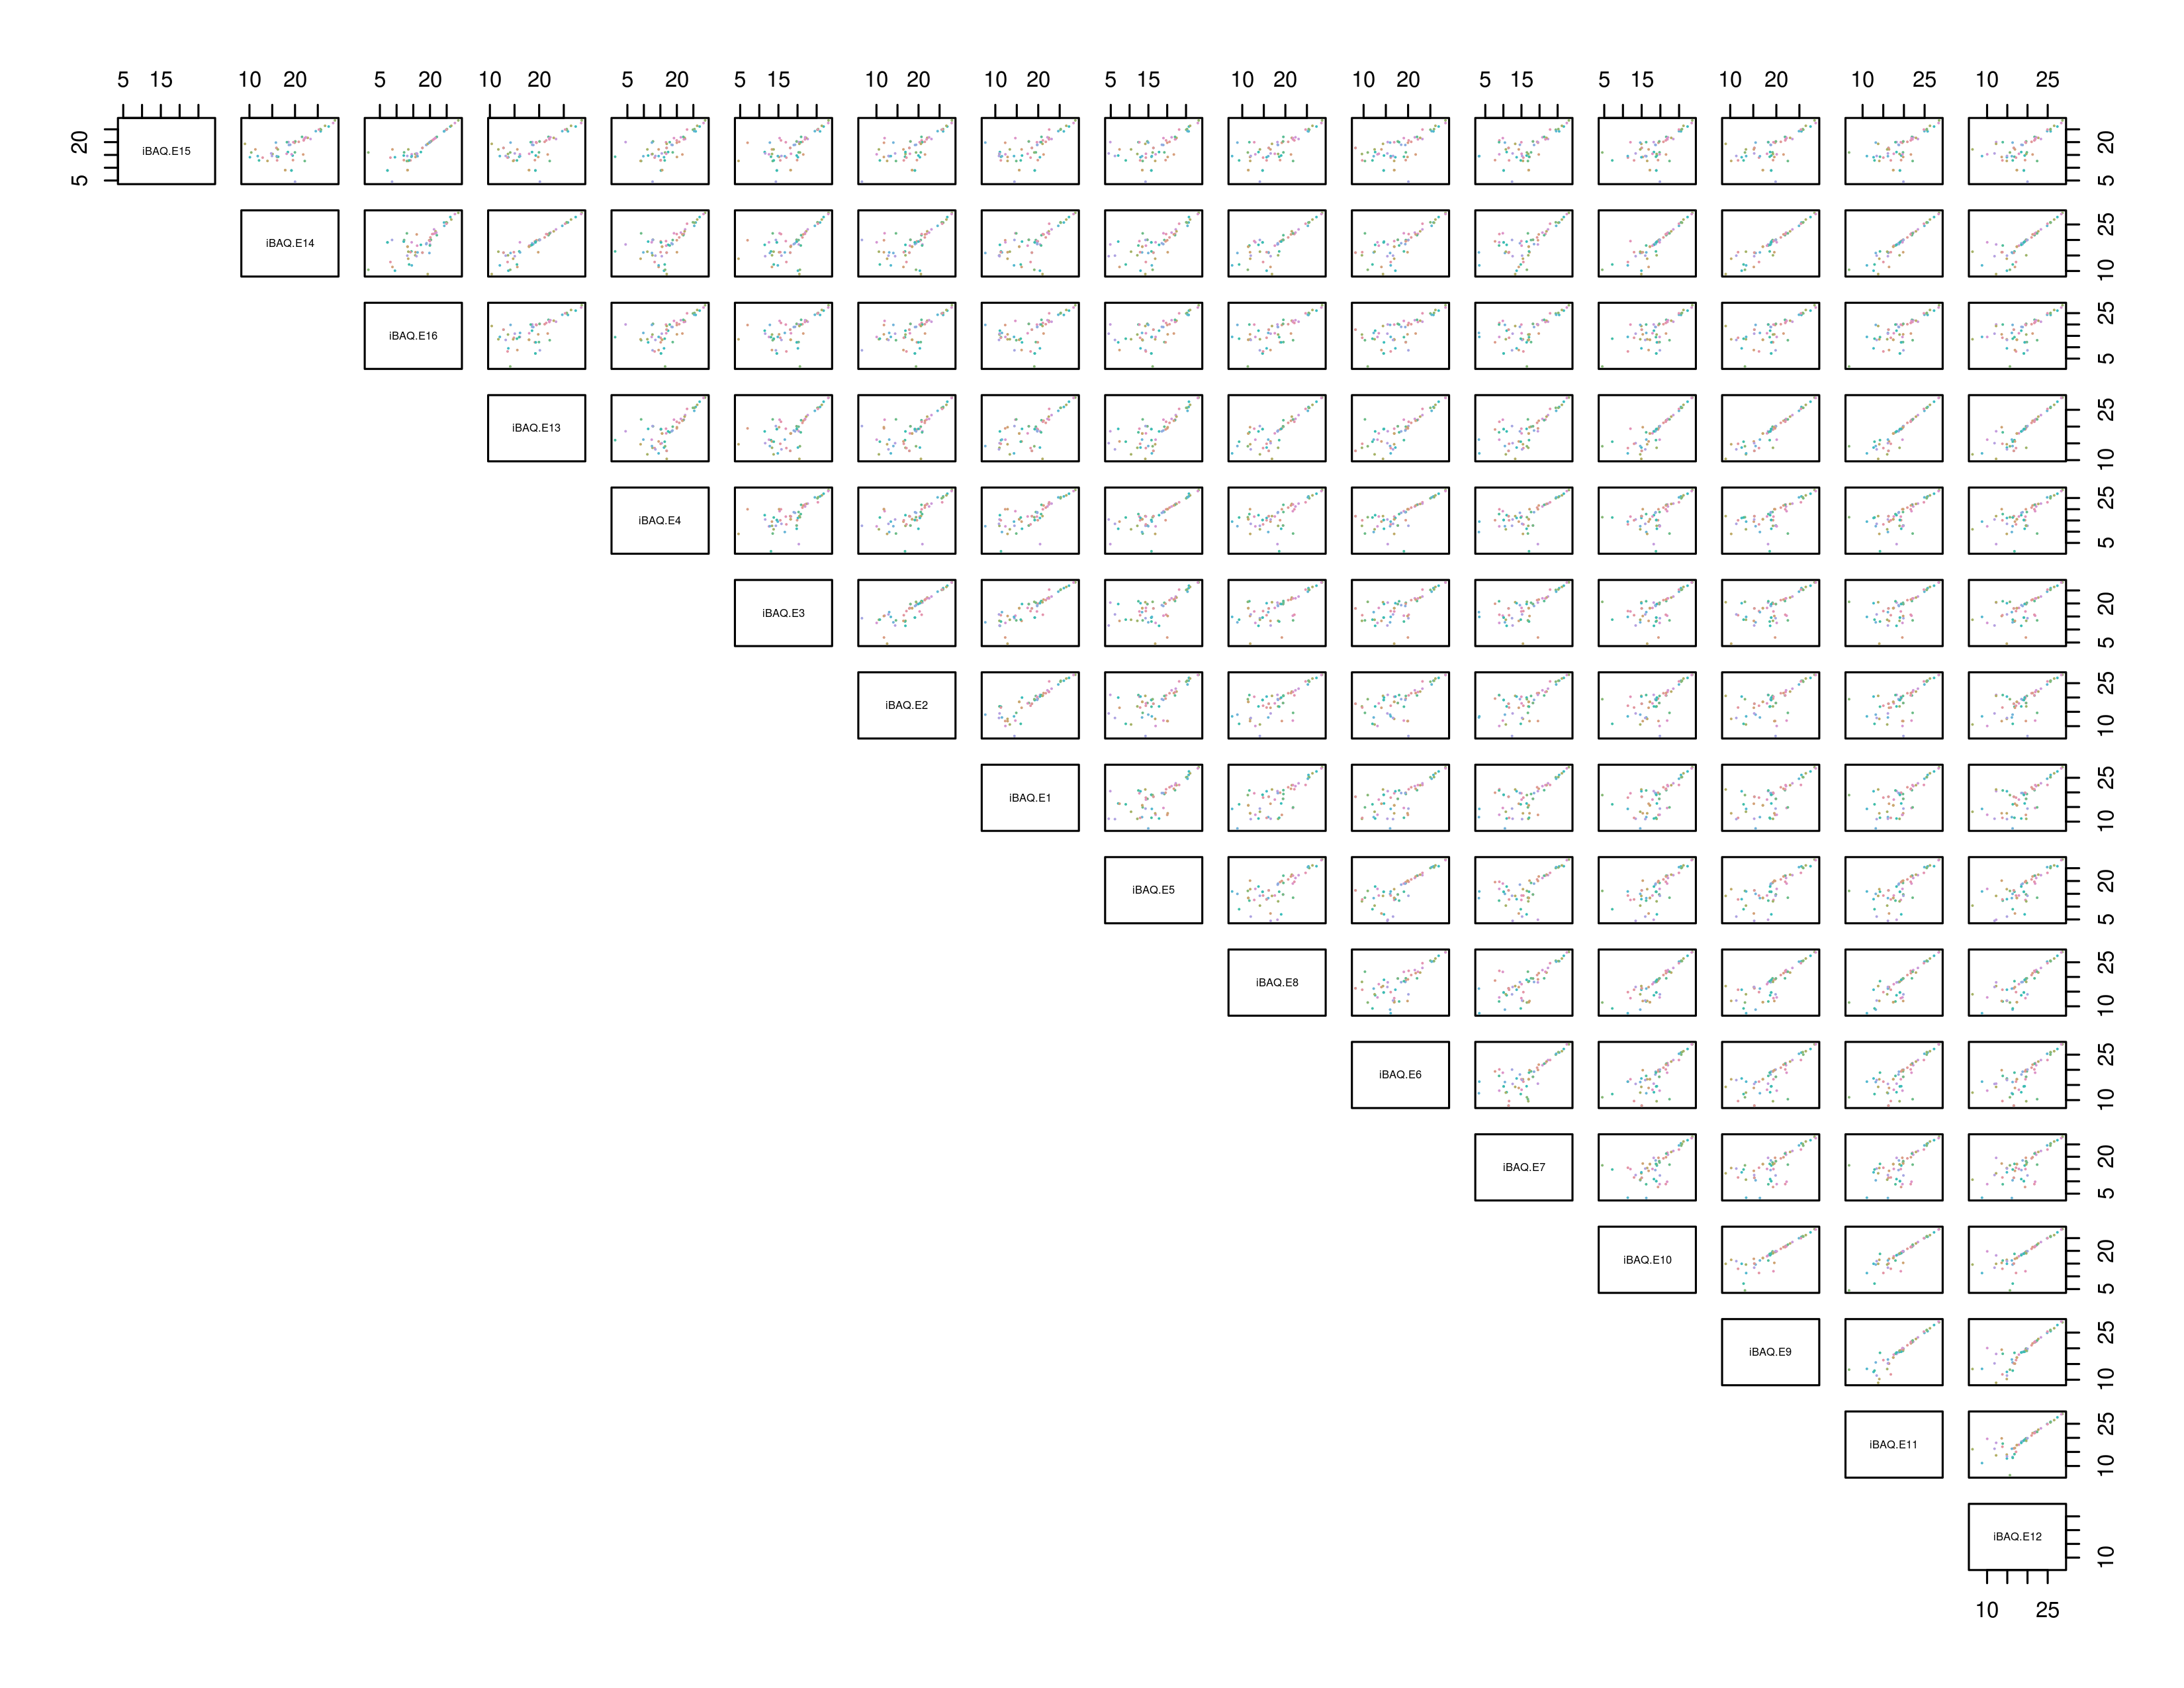 5 15 10 20 5 20 10 20 5 20 5 15 10 20 10 20 5 15 10 20 10 20 5 15 5 15 10 20 10 25 10 25
5 20 iBAQ.E15 5 20
iBAQ.E14 10 25
iBAQ.E16 5 25
iBAQ.E13 10 25
iBAQ.E4 5 25
iBAQ.E3 5 20
iBAQ.E2 10 25
iBAQ.E1 10 25
iBAQ.E5 5 20
iBAQ.E8 10 25
iBAQ.E6 10 25
iBAQ.E7 5 20
iBAQ.E10 5 20
iBAQ.E9 10 25
iBAQ.E11 10 25
iBAQ.E12 10
10 25